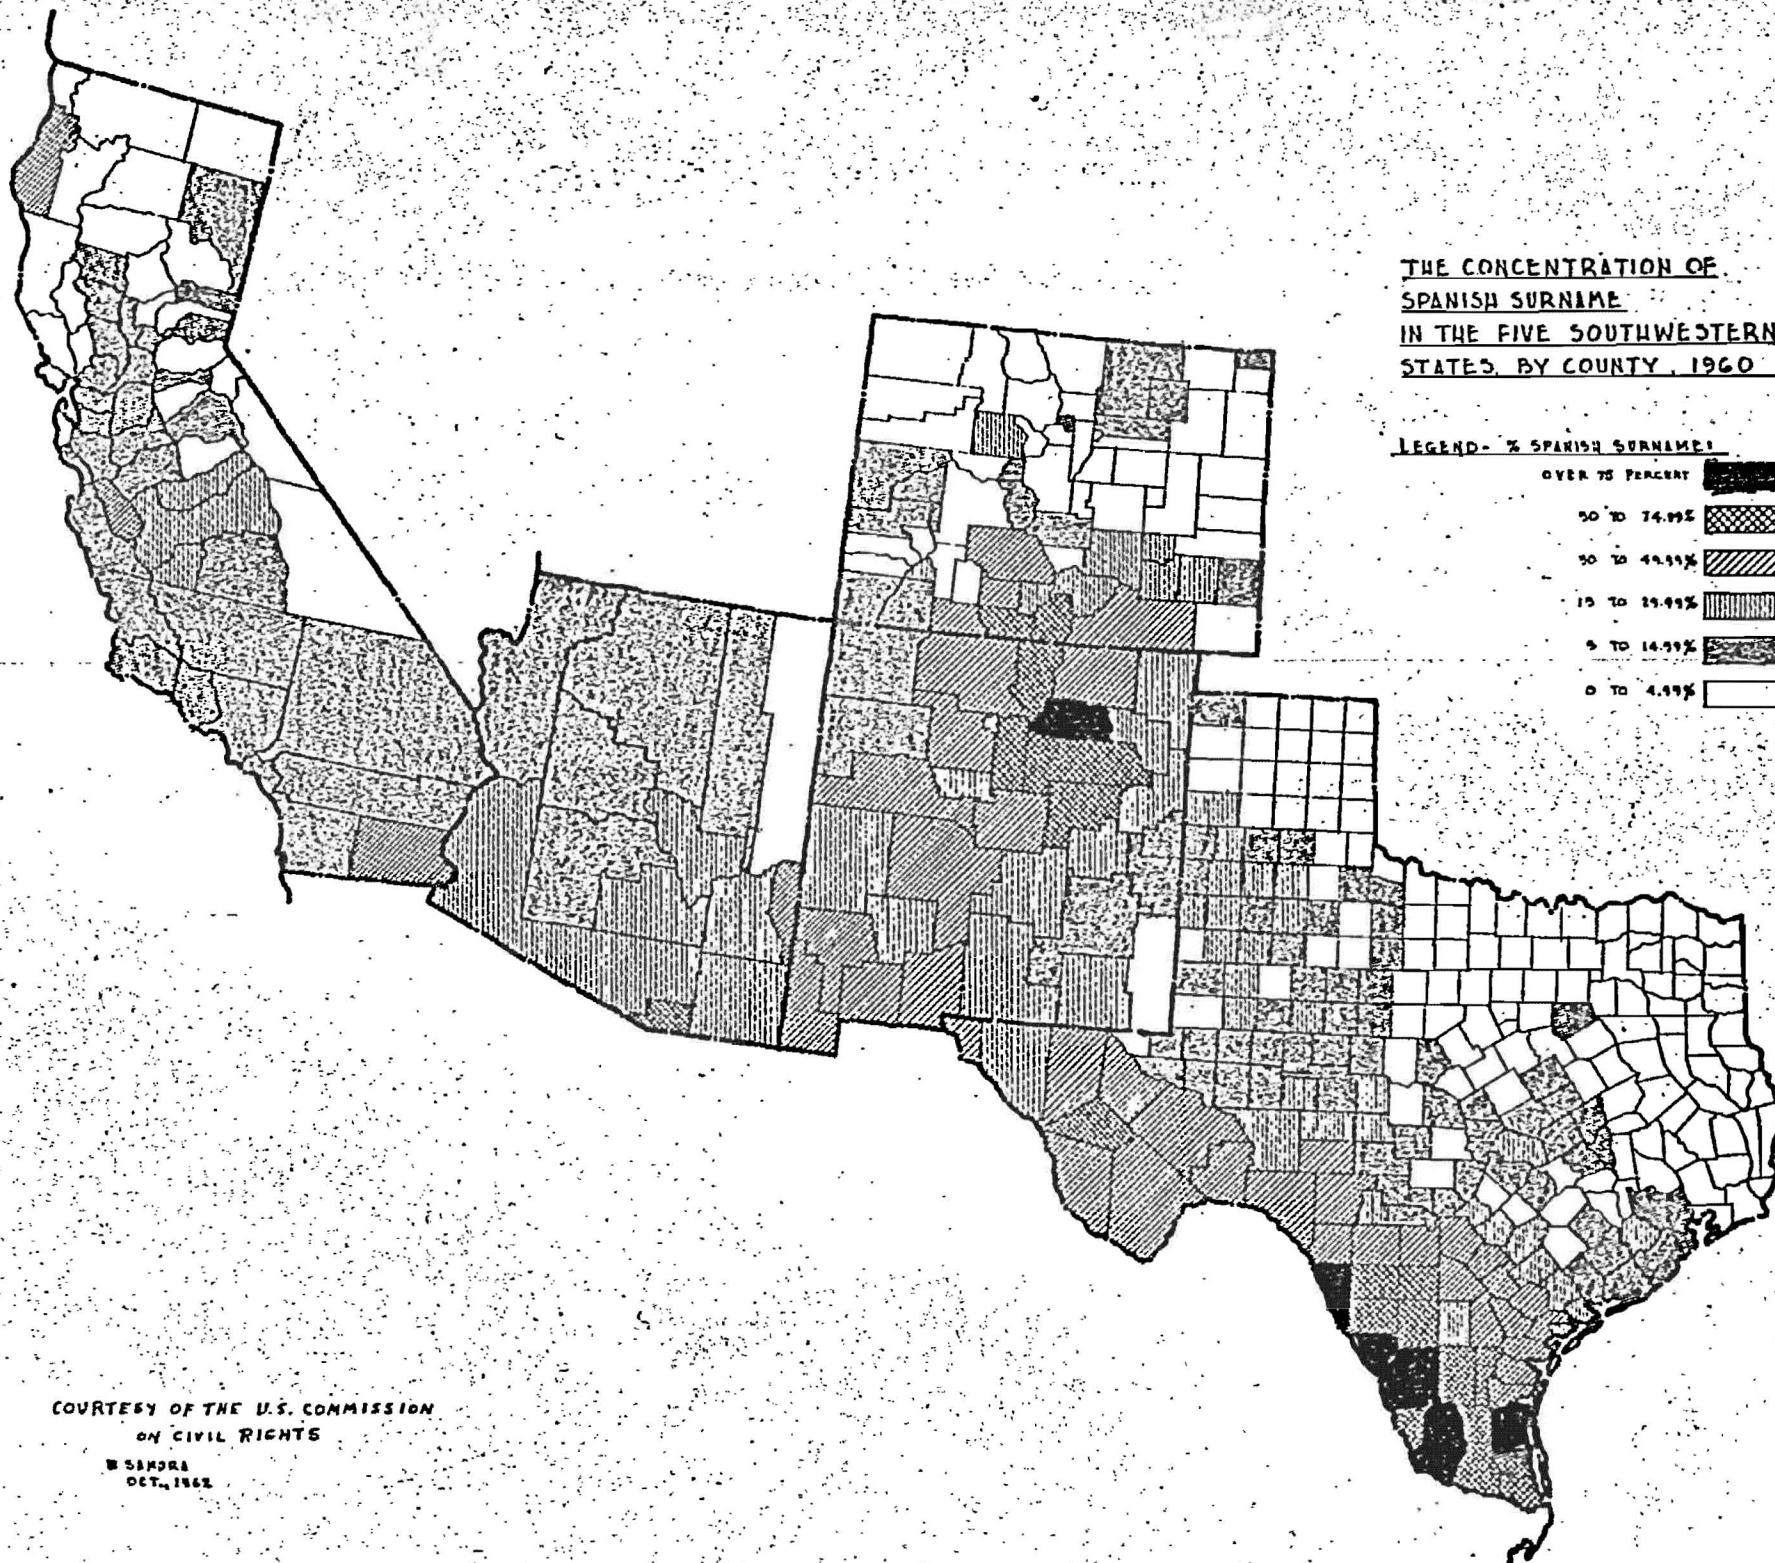 THE CONCENTRATION OF
SPANISH SURNAME
IN THE FIVE SOUTHWESTERN
STATES, BY COUNTY, 1960
LEGEND- % SPANISH SURNAME:
OVER 75 PERCENT
50 TO 74.99%
30 TO 49.99%
15 TO 29.99%
5 TO 14.99%
0 TO 4.99%
COURTESY OF THE U.S. COMMISSION
ON CIVIL RIGHTS
SANDRA
OCT.,